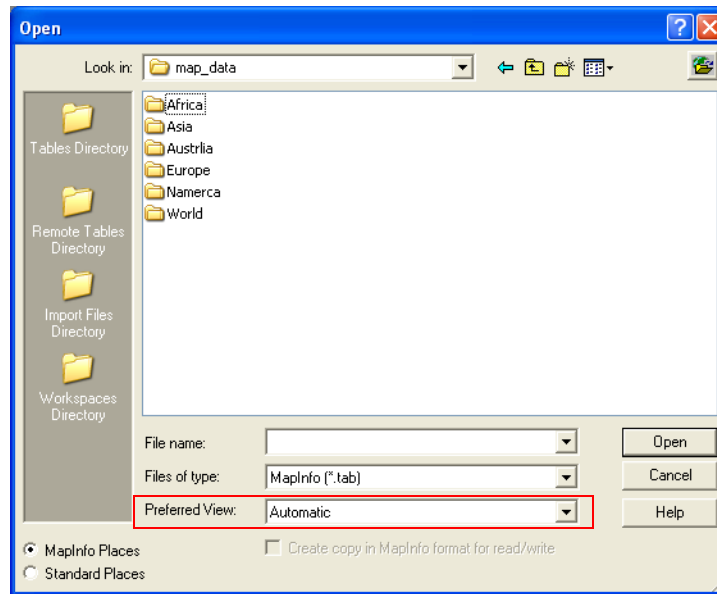 Open
Look in: map_data
Africa
Asia
Austrlia
Europe
Namerca
World
Tables Directory
Remote Tables
Directory
Import Files
Directory
Workspaces
Directory
File name:
Open
Files of type: MapInfo (*.tab)
Cancel
Preferred View: Automatic
Help
MapInfo Places
Create copy in MapInfo format for read/write
Standard Places